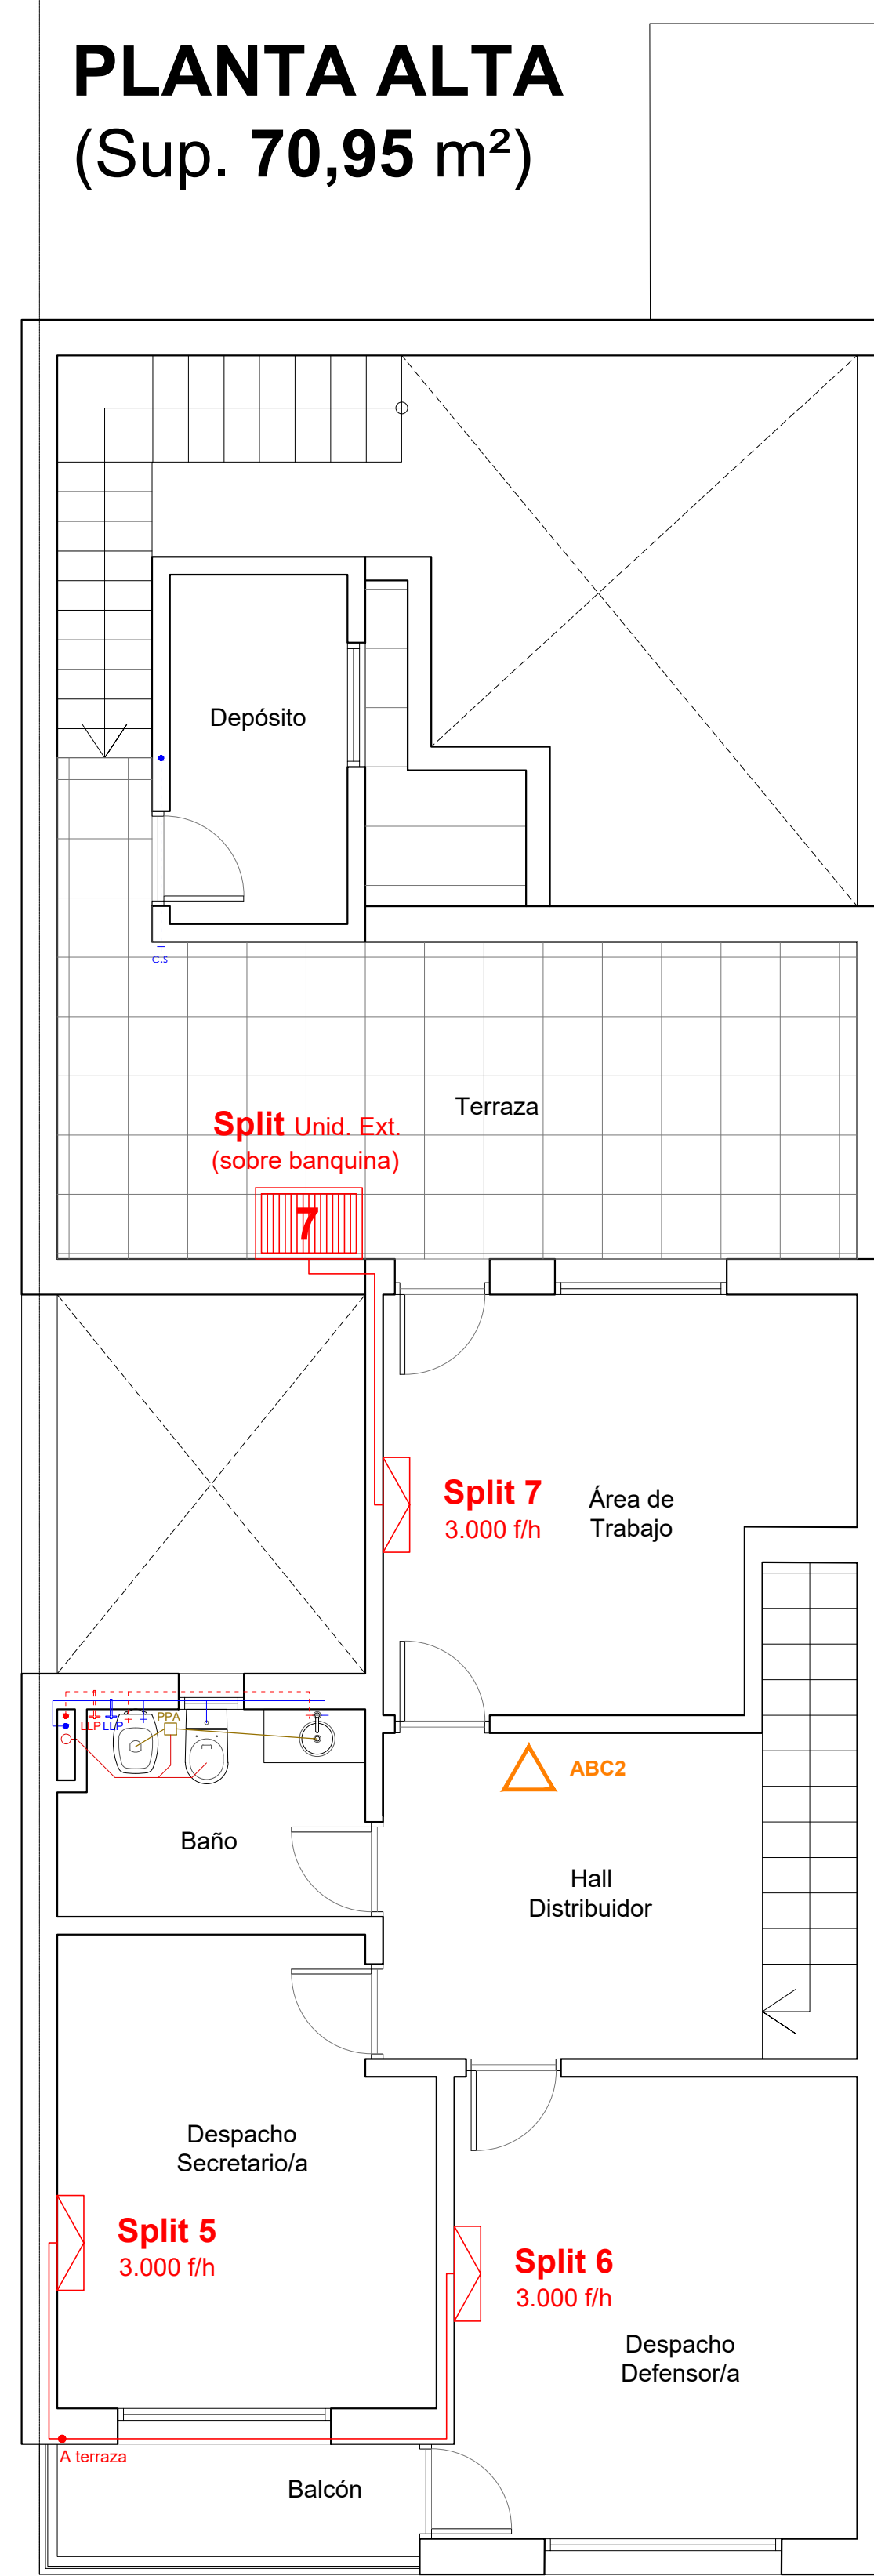 PLANTA ALTA
(Sup. 70,95 m²)
Depósito
C.S
Terraza
Split Unid. Ext.
(sobre banquina)
7
Split 7
3.000 f/h
Área de
Trabajo
PPA
LLP
LLP
ABC2
Baño
Hall
Distribuidor
Despacho
Secretario/a
Split 5
3.000 f/h
Split 6
3.000 f/h
Despacho
Defensor/a
A terraza
Balcón